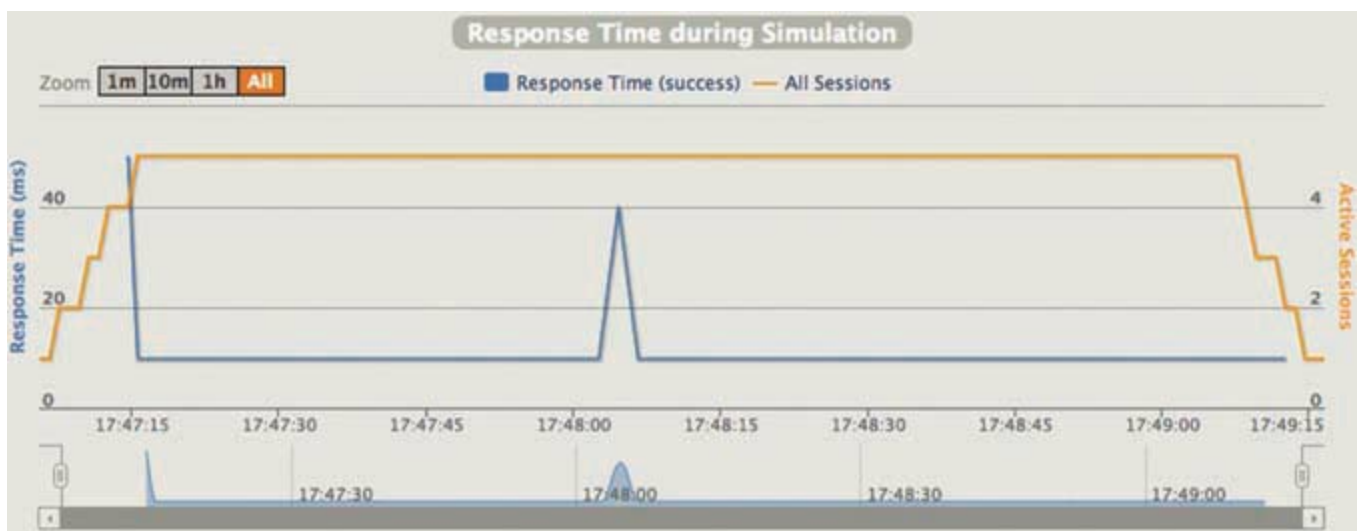 Response Time during Simulation
Zoom 1m 10m 1h All
Response Time (success) All Sessions
Response Time (ms)
40
20
0
4
2
0
Active Sessions
17:47:15 17:47:30 17:47:45 17:48:00 17:48:15 17:48:30 17:48:45 17:49:00 17:49:15
17:47:30 17:48:00 17:48:30 17:49:00